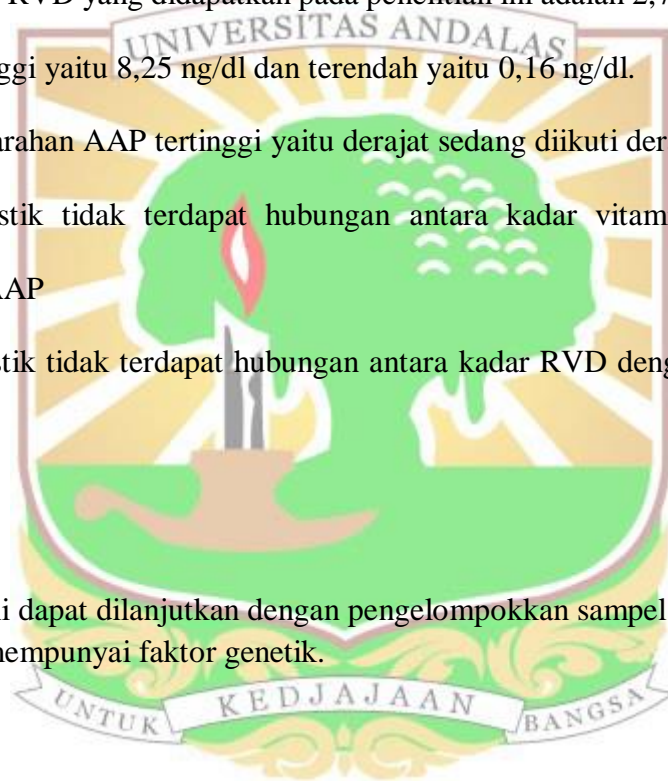 RVD yang didapatkan pada penelitian ini adalah 2,
UNIVERSITAS ANDALAS
ggi yaitu 8,25 ng/dl dan terendah yaitu 0,16 ng/dl.
arahan AAP tertinggi yaitu derajat sedang diikuti der
stik tidak terdapat hubungan antara kadar vitam
AAP
stik tidak terdapat hubungan antara kadar RVD deng
i dapat dilanjutkan dengan pengelompokkan sampel
mempunyai faktor genetik.
UNTUK KEDJAJAAN BANGSA